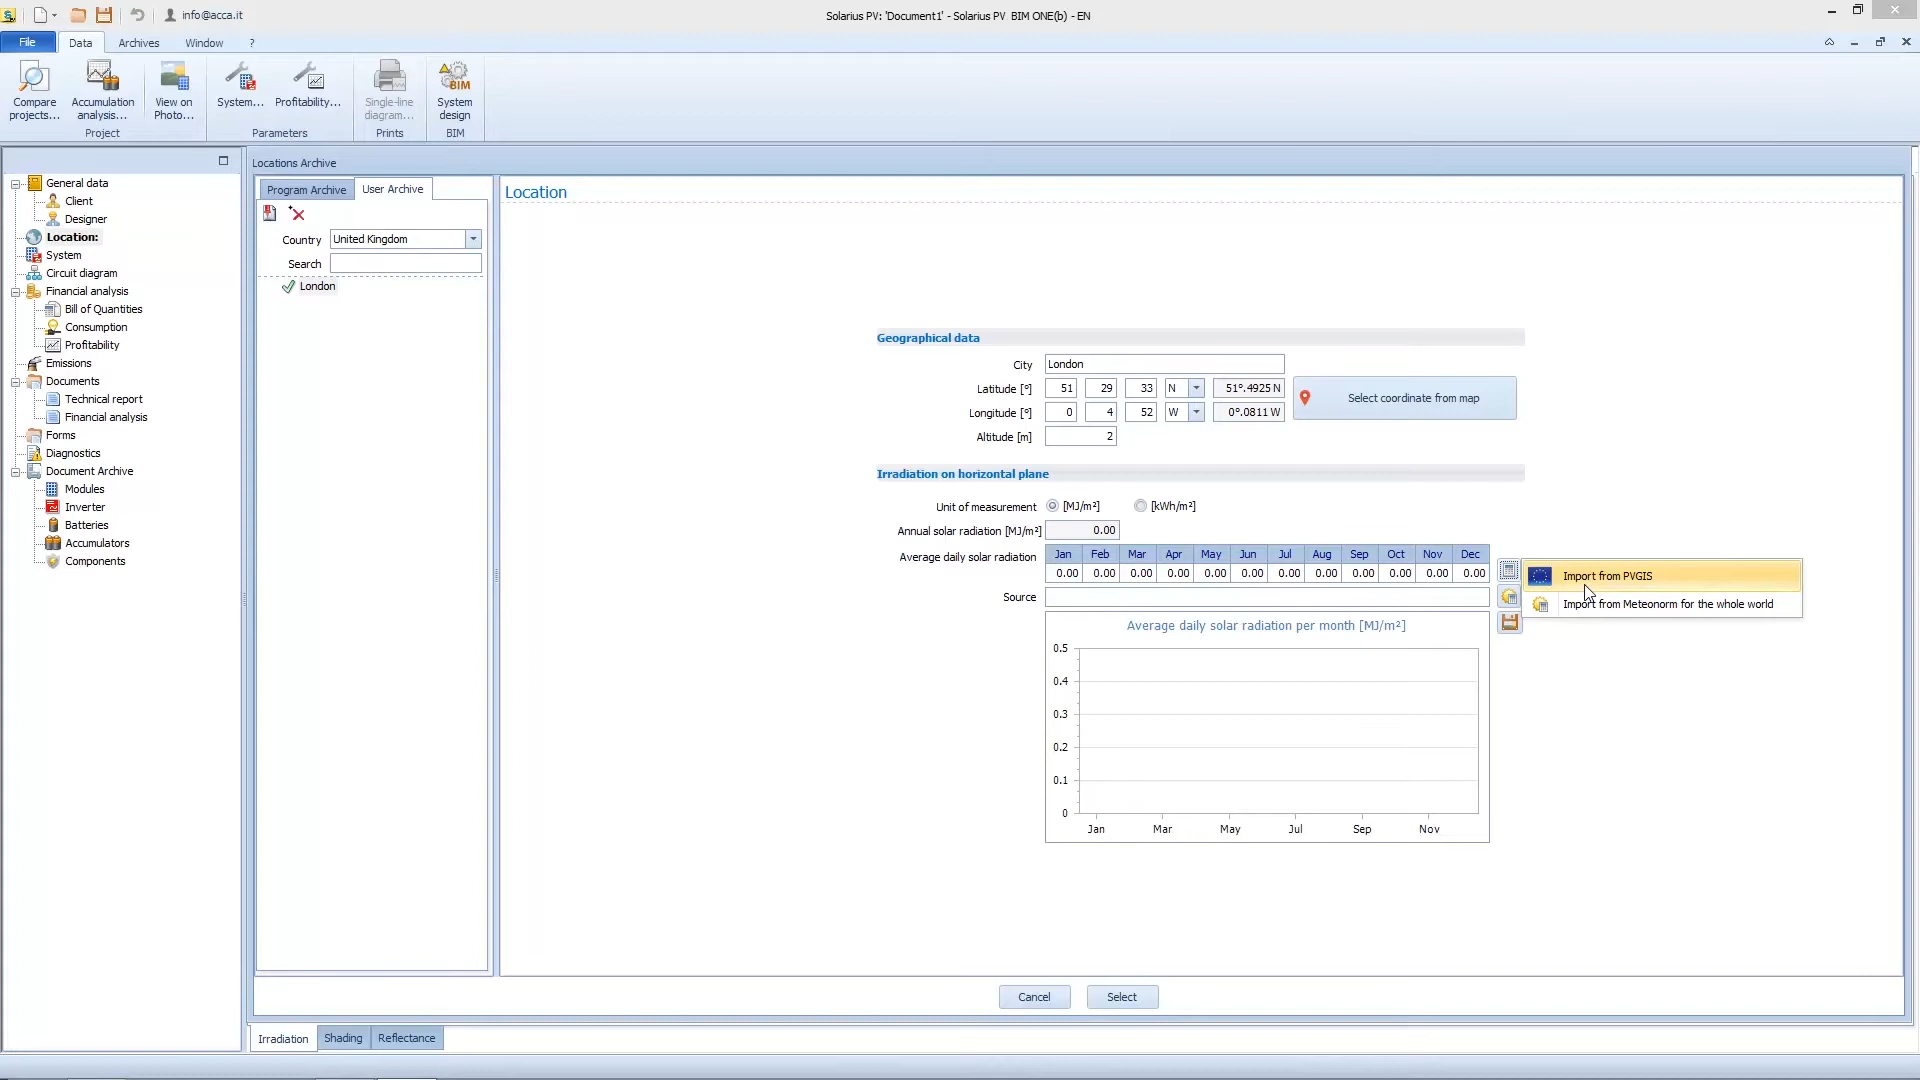 info@acca.it
Solarius PV: 'Document1' - Solarius PV BIM ONE(b) - EN
File Data Archives Window ?
Compare projects...
Accumulation analysis...
View on Photo...
System...
Profitability...
Single-line diagram...
System design
BIM
Project Parameters Prints BIM
General data
Client
Designer
Location:
System
Circuit diagram
Financial analysis
Bill of Quantities
Consumption
Profitability
Emissions
Documents
Technical report
Financial analysis
Forms
Diagnostics
Document Archive
Modules
Inverter
Batteries
Accumulators
Components
Locations Archive
Program Archive User Archive
Country United Kingdom
Search
London
Location
Geographical data
City London
Latitude [°] 51 29 33 N 51°.4925 N
Longitude [°] 0 4 52 W 0°.0811 W
Select coordinate from map
Altitude [m] 2
Irradiation on horizontal plane
Unit of measurement [MJ/m²] [kWh/m²]
Annual solar radiation [MJ/m²] 0.00
Average daily solar radiation
Jan Feb Mar Apr May Jun Jul Aug Sep Oct Nov Dec
0.00 0.00 0.00 0.00 0.00 0.00 0.00 0.00 0.00 0.00 0.00 0.00
Import from PVGIS
Import from Meteonorm for the whole world
Source
Average daily solar radiation per month [MJ/m²]
0.5
0.4
0.3
0.2
0.1
0
Jan Mar May Jul Sep Nov
Cancel Select
Irradiation Shading Reflectance